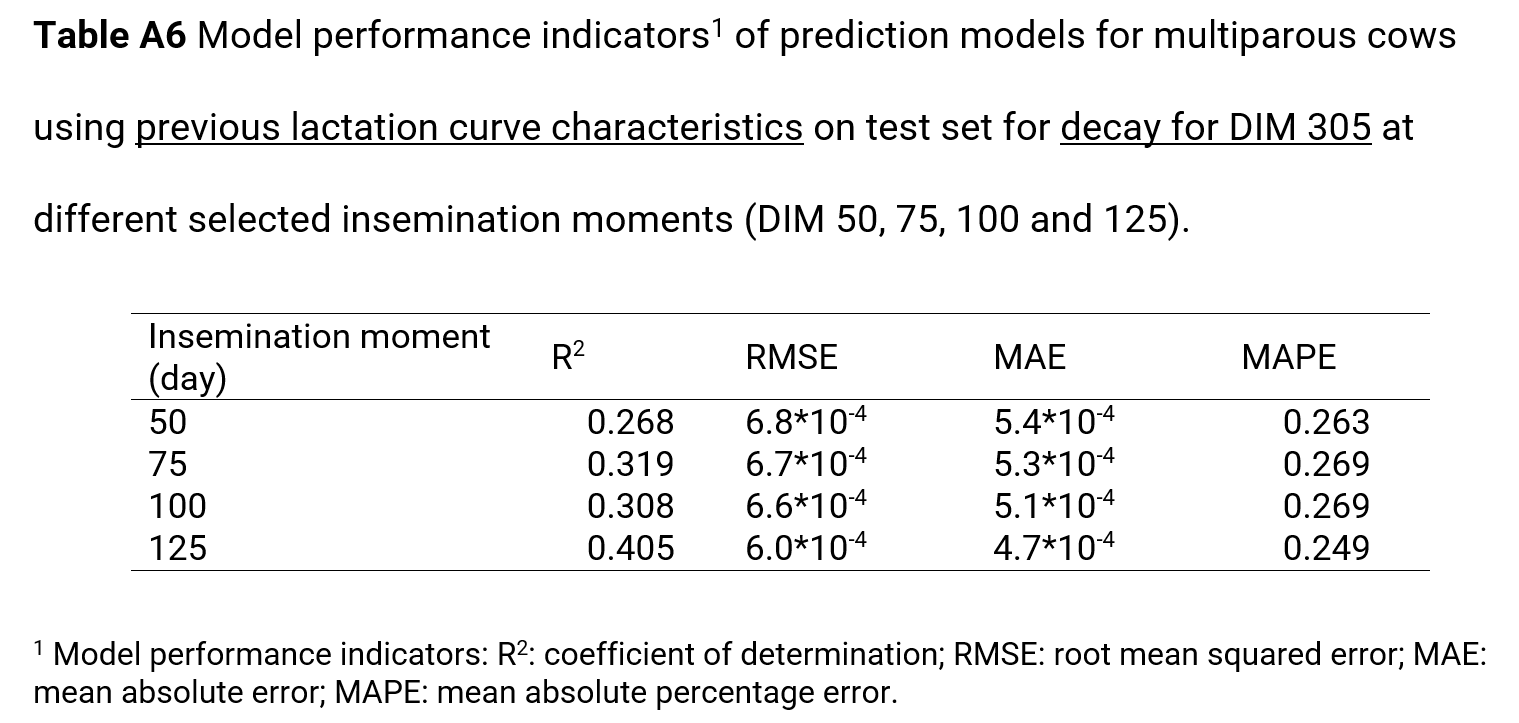 Table A6 Model performance indicators¹ of prediction models for multiparous cows
using previous lactation curve characteristics on test set for decay for DIM 305 at
different selected insemination moments (DIM 50, 75, 100 and 125).
Insemination moment (day) R² RMSE MAE MAPE
50 0.268 6.8*10⁻⁴ 5.4*10⁻⁴ 0.263
75 0.319 6.7*10⁻⁴ 5.3*10⁻⁴ 0.269
100 0.308 6.6*10⁻⁴ 5.1*10⁻⁴ 0.269
125 0.405 6.0*10⁻⁴ 4.7*10⁻⁴ 0.249
¹ Model performance indicators: R²: coefficient of determination; RMSE: root mean squared error; MAE:
mean absolute error; MAPE: mean absolute percentage error.